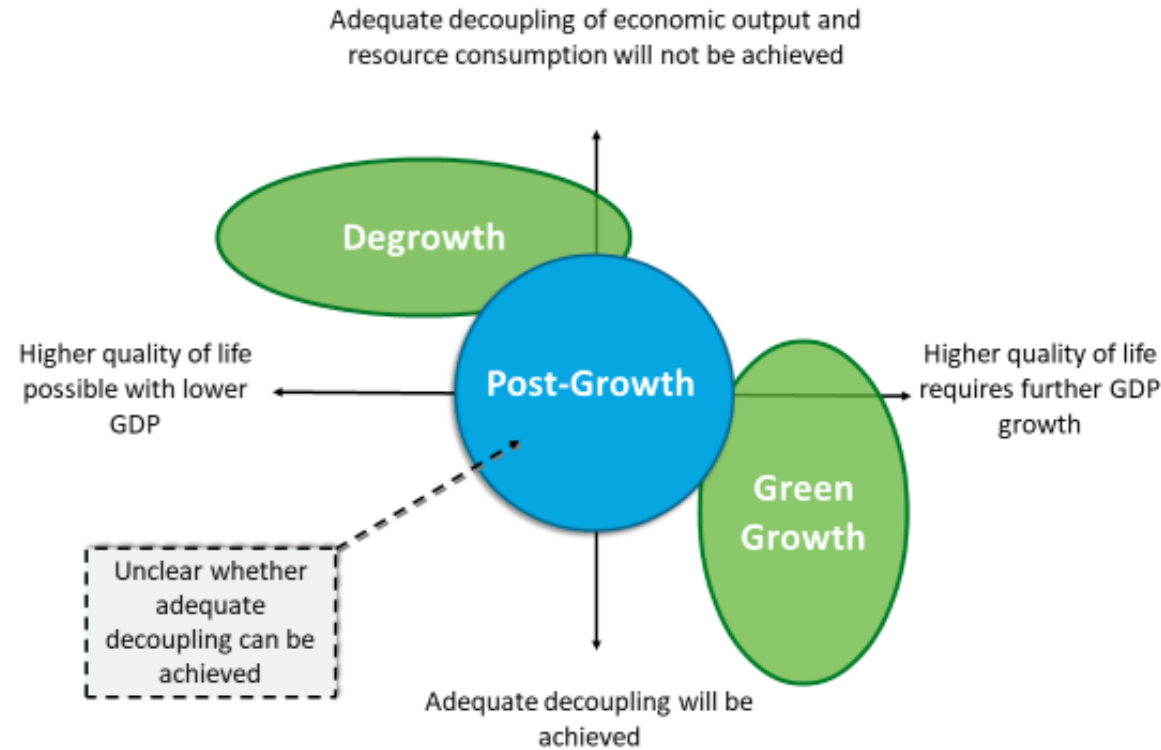 Adequate decoupling of economic output and
resource consumption will not be achieved
Degrowth
Higher quality of life
possible with lower
GDP
Post-Growth
Higher quality of life
requires further GDP
growth
Green
Growth
Unclear whether
adequate
decoupling can be
achieved
Adequate decoupling will be
achieved